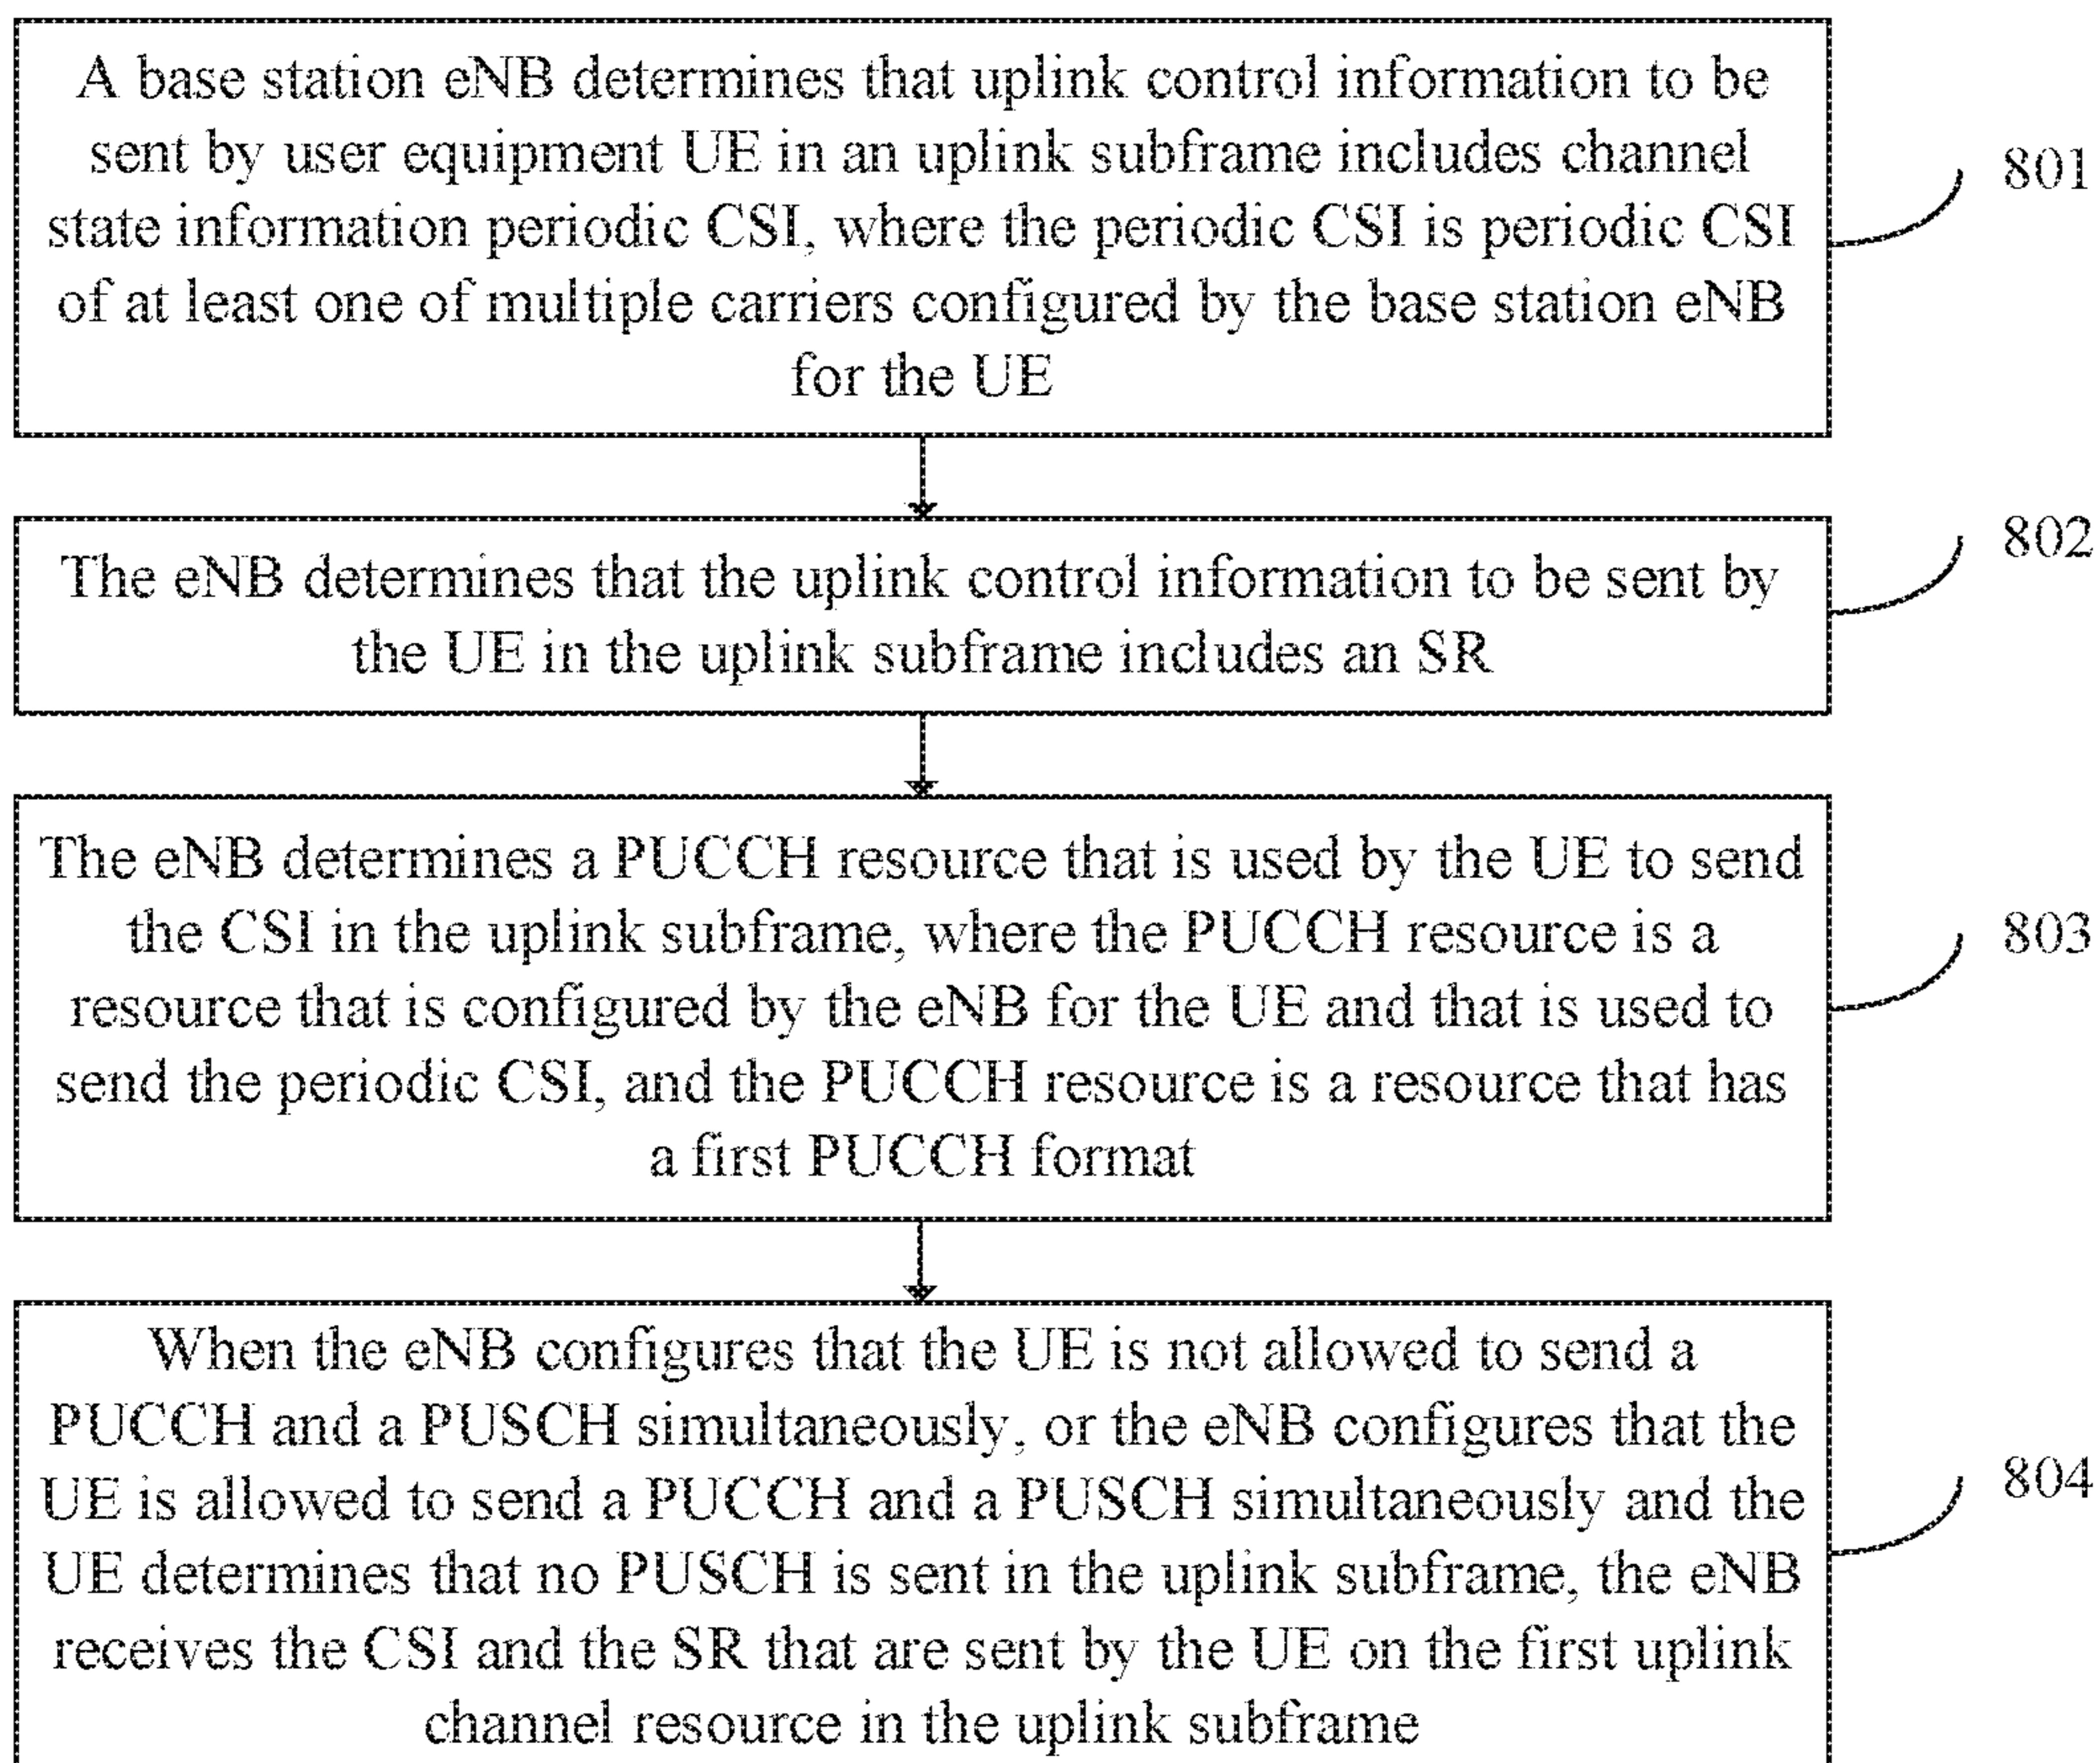 A base station eNB determines that uplink control information to be
sent by user equipment UE in an uplink subframe includes channel
state information periodic CSI, where the periodic CSI is periodic CSI
of at least one of multiple carriers configured by the base station eNB
for the UE
801
The eNB determines that the uplink control information to be sent by
the UE in the uplink subframe includes an SR
802
The eNB determines a PUCCH resource that is used by the UE to send
the CSI in the uplink subframe, where the PUCCH resource is a
resource that is configured by the eNB for the UE and that is used to
send the periodic CSI, and the PUCCH resource is a resource that has
a first PUCCH format
803
When the eNB configures that the UE is not allowed to send a
PUCCH and a PUSCH simultaneously, or the eNB configures that the
UE is allowed to send a PUCCH and a PUSCH simultaneously and the
UE determines that no PUSCH is sent in the uplink subframe, the eNB
receives the CSI and the SR that are sent by the UE on the first uplink
channel resource in the uplink subframe
804